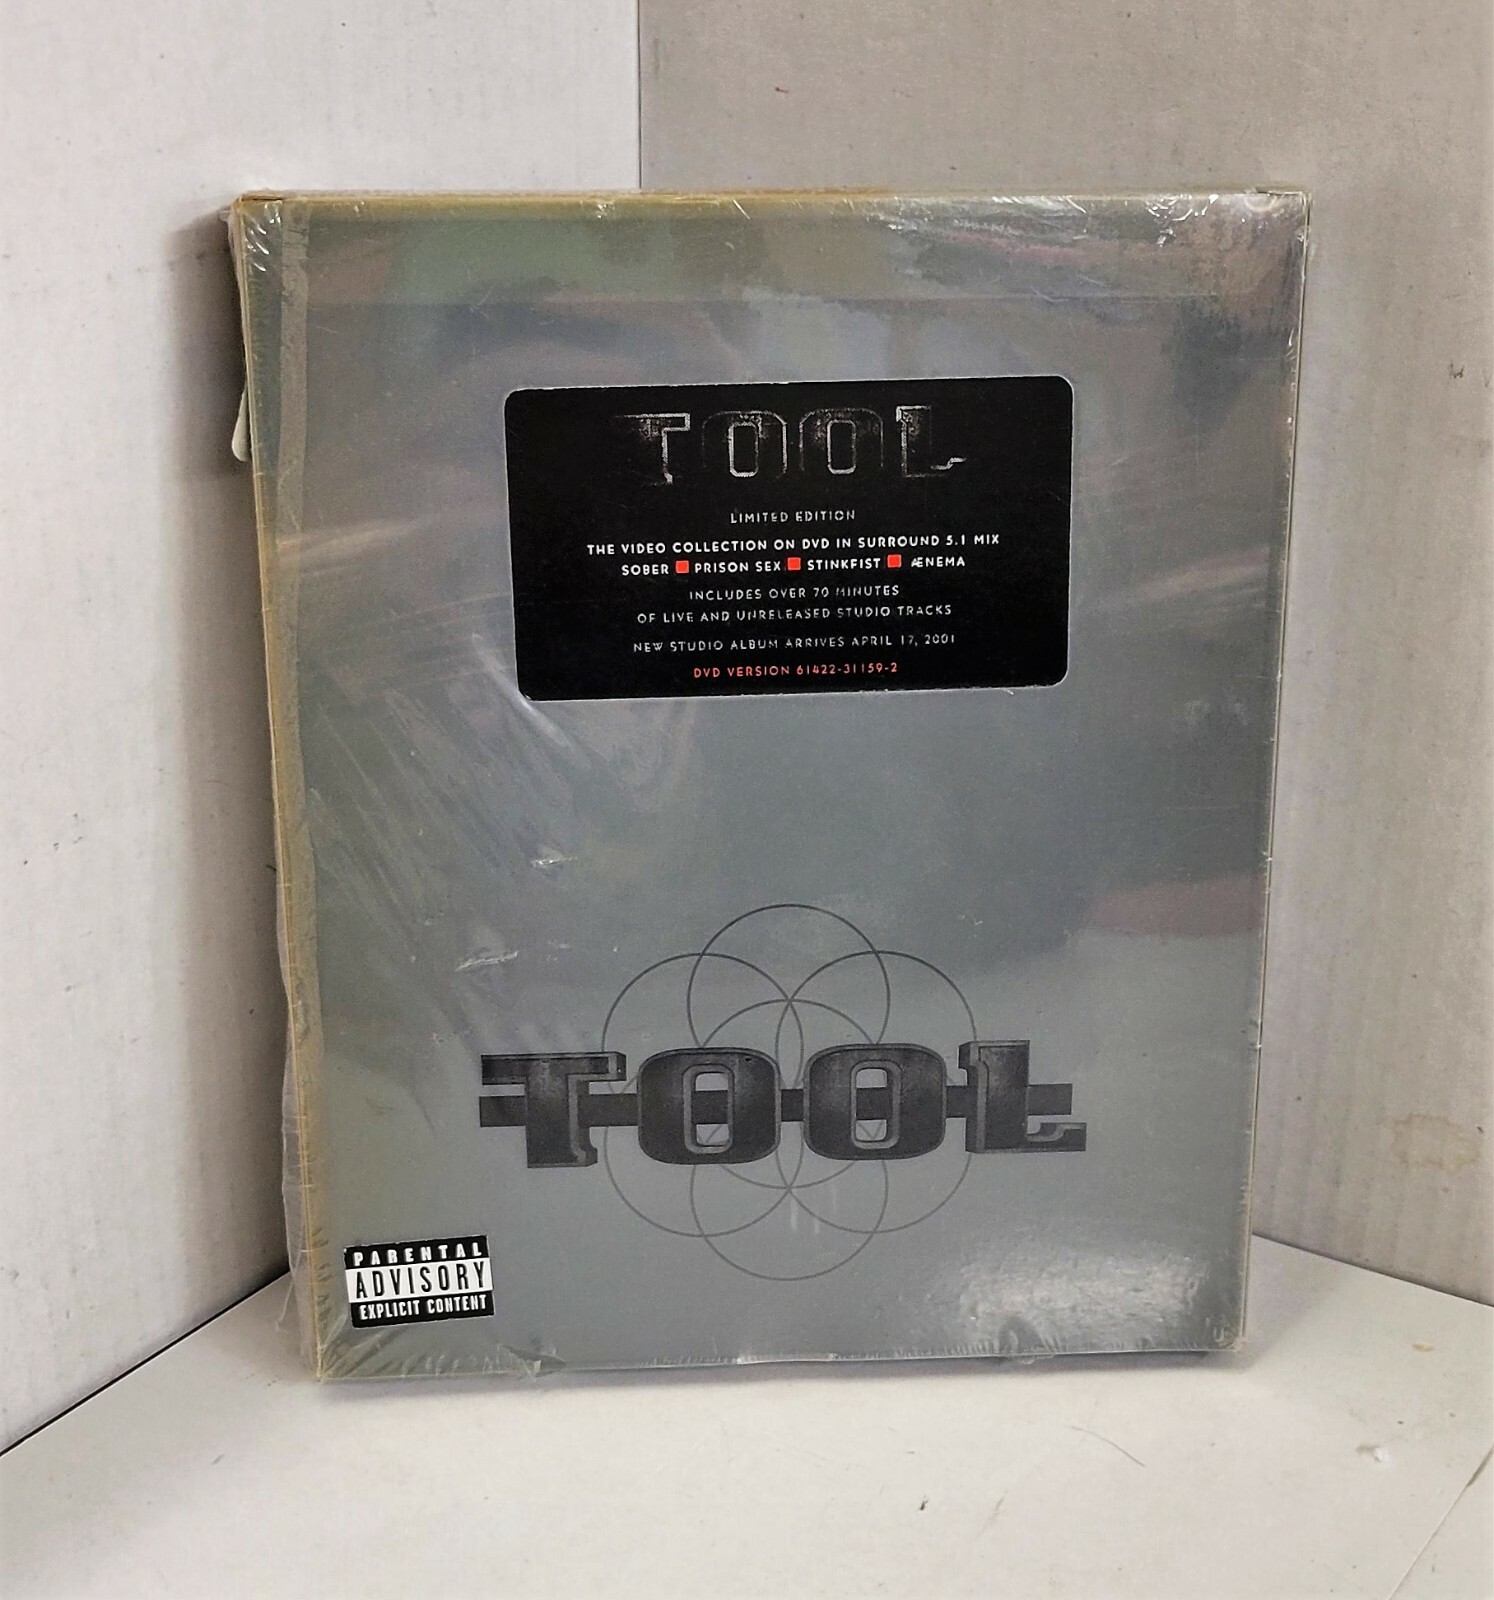 TOOL
LIMITED EDITION
THE VIDEO COLLECTION ON DVD IN SURROUND 5.1 MIX
SOBER ■ PRISON SEX ■ STINKFIST ■ ÆNEMA
INCLUDES OVER 70 MINUTES
OF LIVE AND UNRELEASED STUDIO TRACKS
NEW STUDIO ALBUM ARRIVES APRIL 17, 2001
DVD VERSION 61422-31159-2
TOOL
PARENTAL
ADVISORY
EXPLICIT CONTENT